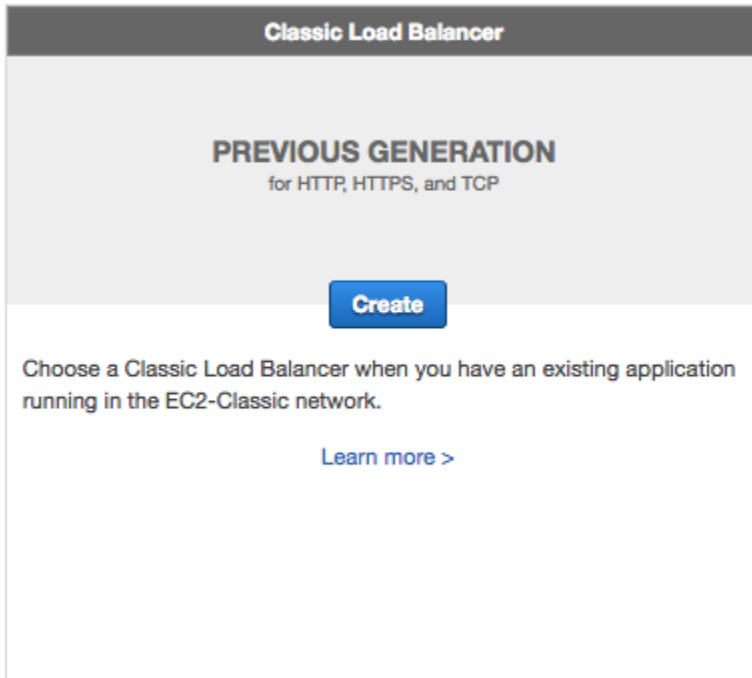 Classic Load Balancer
PREVIOUS GENERATION
for HTTP, HTTPS, and TCP
Create
Choose a Classic Load Balancer when you have an existing application
running in the EC2-Classic network.
Learn more >